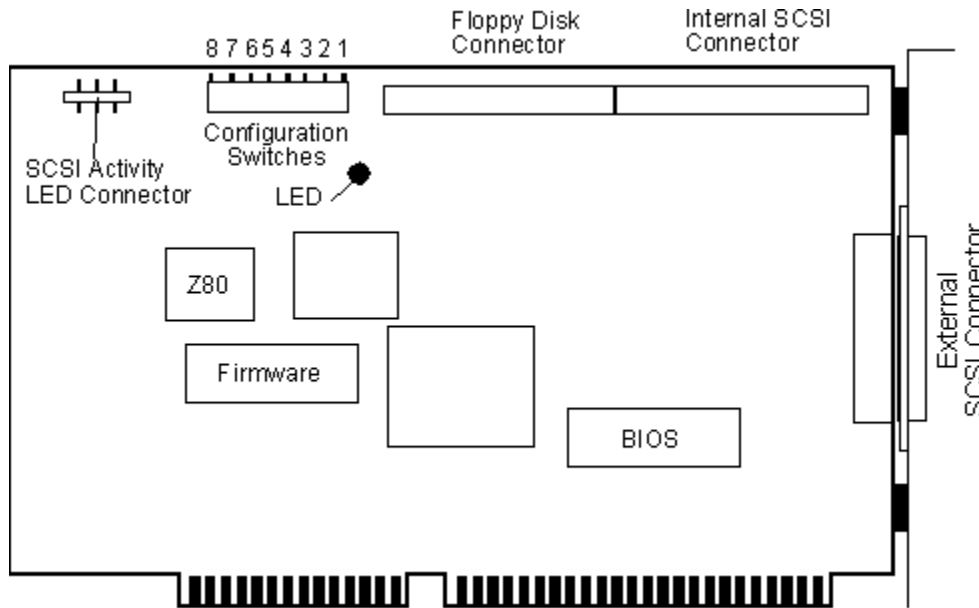 Floppy Disk
Connector
Internal SCSI
Connector
8 7 6 5 4 3 2 1
Configuration
Switches
SCSI Activity
LED Connector
LED
Z80
Firmware
BIOS
External
SCSI Connector